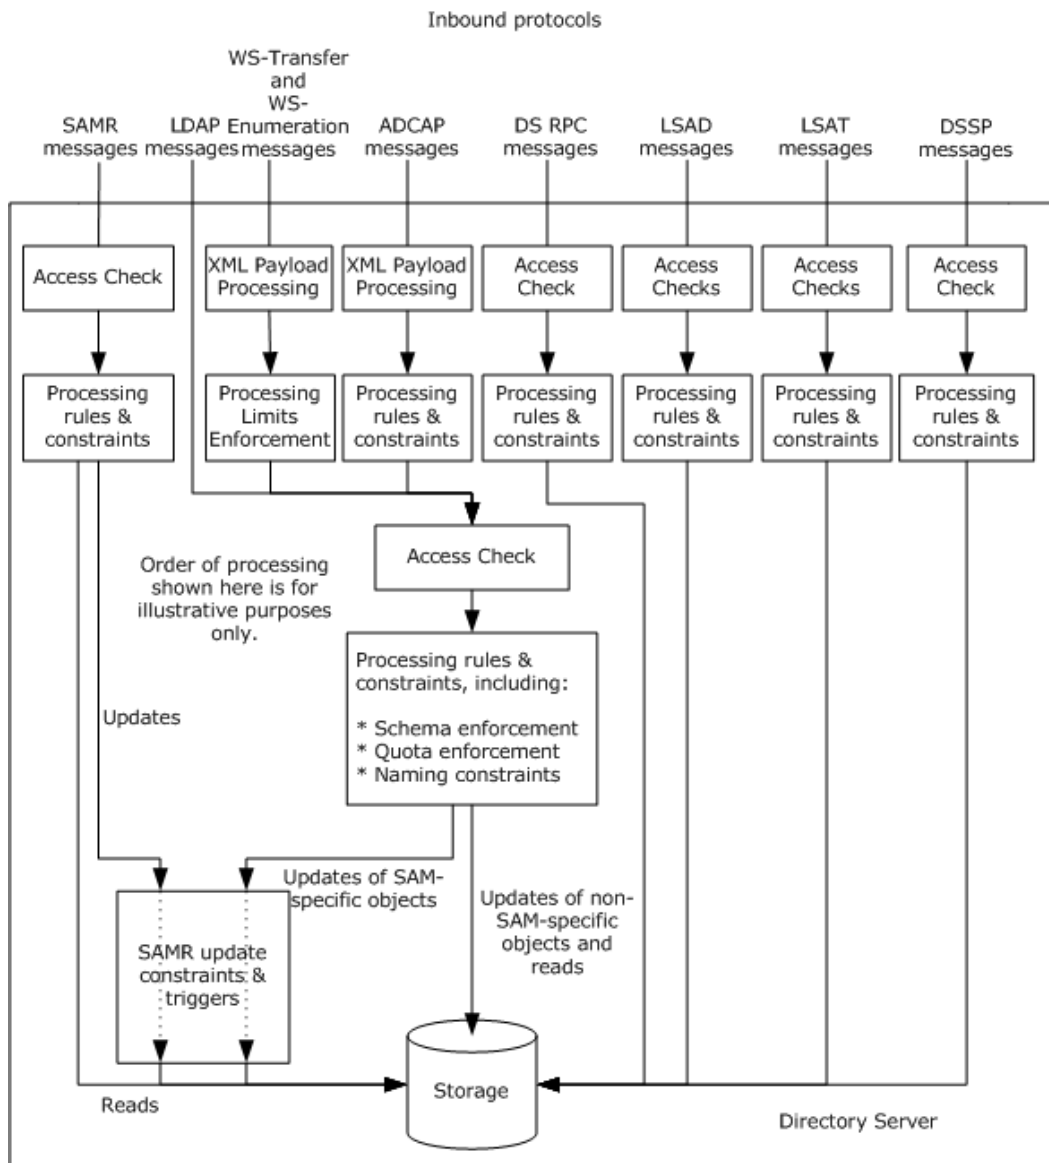 Inbound protocols
WS-Transfer
and
WS-
Enumeration
messages
SAMR
messages
LDAP
messages
ADCAP
messages
DS RPC
messages
LSAD
messages
LSAT
messages
DSSP
messages
Access Check
XML Payload
Processing
XML Payload
Processing
Access
Check
Access
Checks
Access
Checks
Access
Check
Processing
rules &
constraints
Processing
Limits
Enforcement
Processing
rules &
constraints
Processing
rules &
constraints
Processing
rules &
constraints
Processing
rules &
constraints
Processing
rules &
constraints
Access Check
Order of processing
shown here is for
illustrative purposes
only.
Processing rules &
constraints, including:
* Schema enforcement
* Quota enforcement
* Naming constraints
Updates
Updates of SAM-
specific objects
Updates of non-
SAM-specific
objects and
reads
SAMR update
constraints &
triggers
Storage
Reads
Directory Server